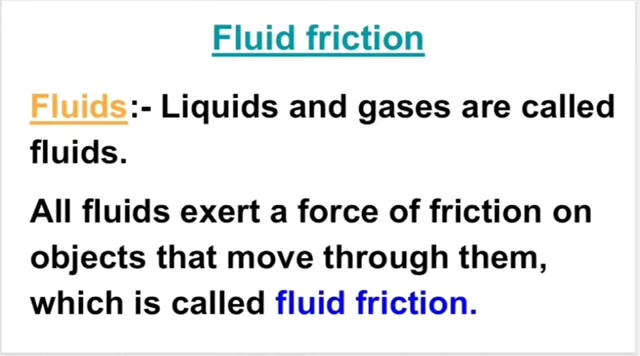 Fluid friction
Fluids:- Liquids and gases are called
fluids.
All fluids exert a force of friction on
objects that move through them,
which is called fluid friction.